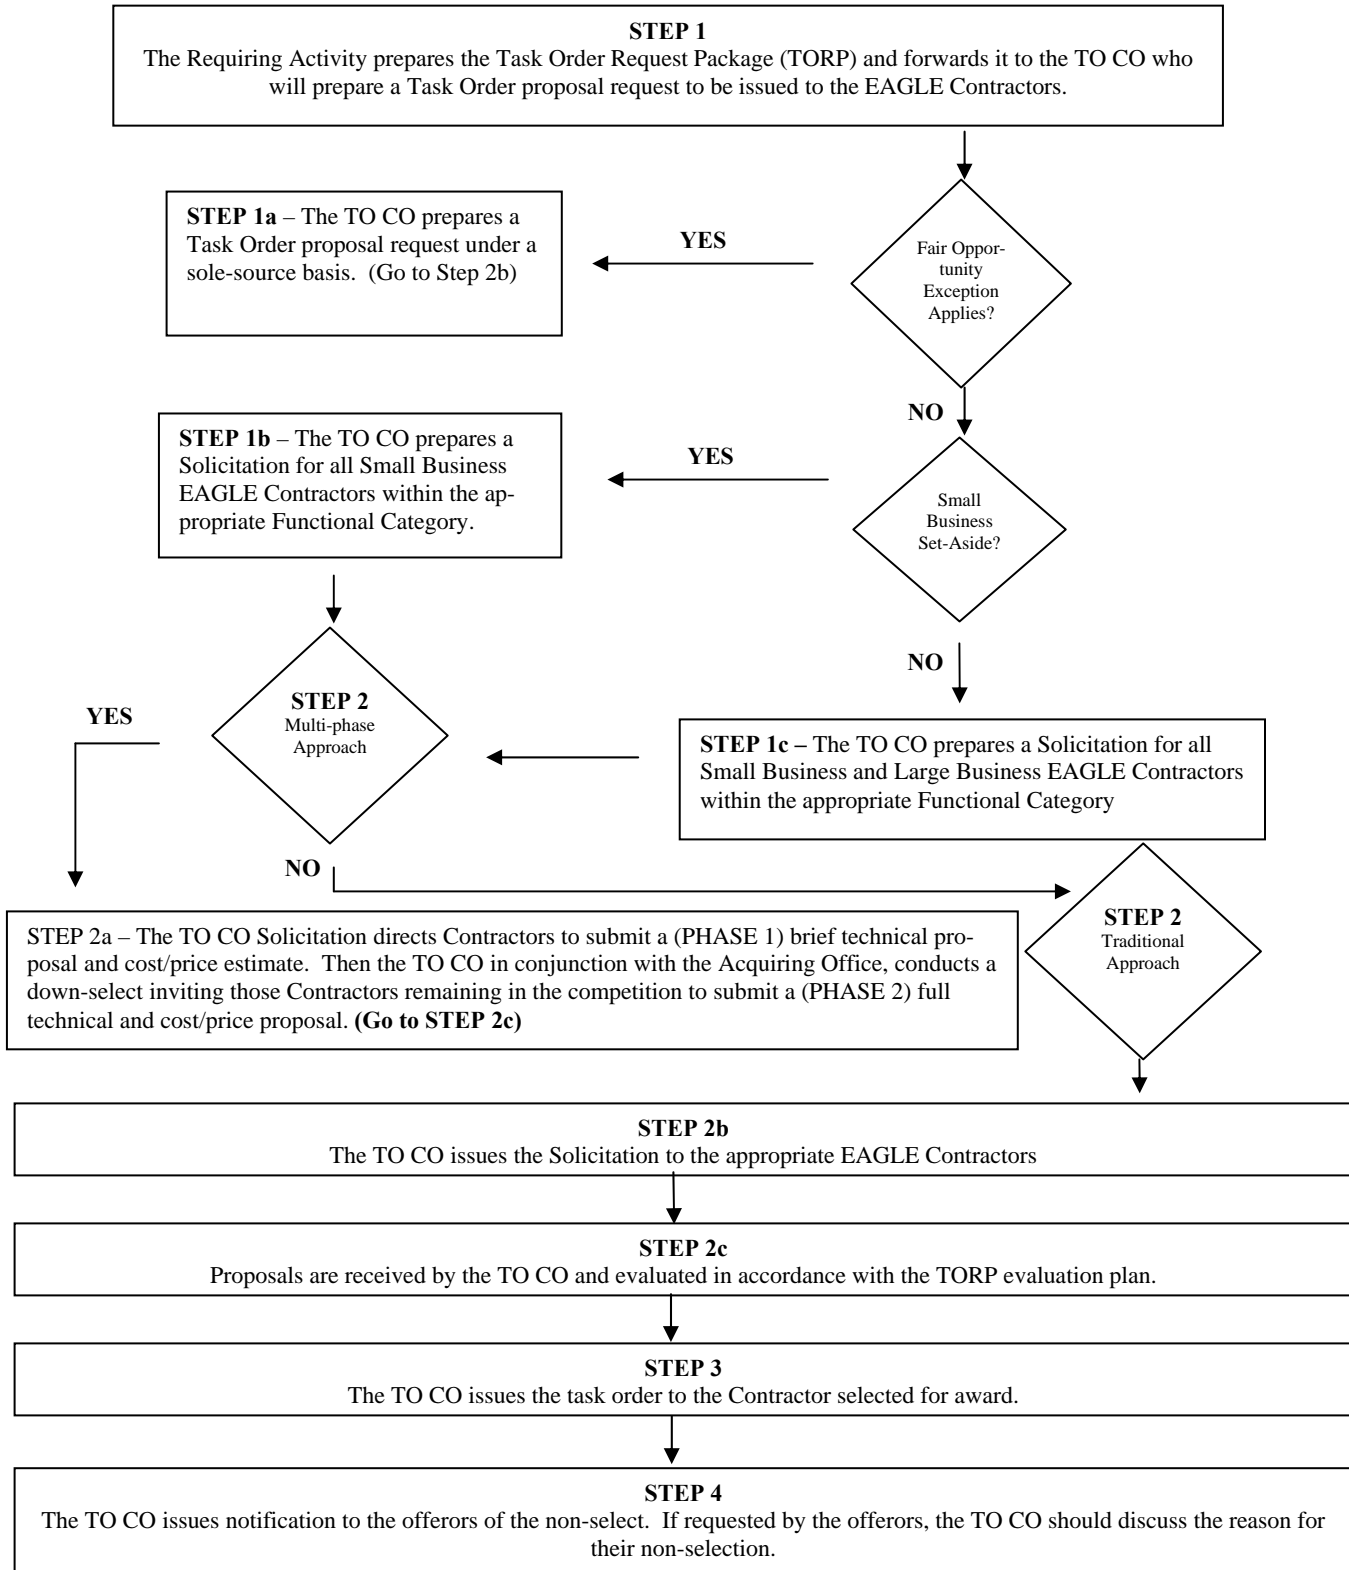 STEP 1
The Requiring Activity prepares the Task Order Request Package (TORP) and forwards it to the TO CO who
will prepare a Task Order proposal request to be issued to the EAGLE Contractors.
STEP 1a – The TO CO prepares a
Task Order proposal request under a
sole-source basis.  (Go to Step 2b)
YES
Fair Oppor-
tunity
Exception
Applies?
NO
STEP 1b – The TO CO prepares a
Solicitation for all Small Business
EAGLE Contractors within the ap-
propriate Functional Category.
YES
Small
Business
Set-Aside?
NO
STEP 2
Multi-phase
Approach
YES
STEP 1c – The TO CO prepares a Solicitation for all
Small Business and Large Business EAGLE Contractors
within the appropriate Functional Category
NO
STEP 2
Traditional
Approach
STEP 2a – The TO CO Solicitation directs Contractors to submit a (PHASE 1) brief technical pro-
posal and cost/price estimate.  Then the TO CO in conjunction with the Acquiring Office, conducts a
down-select inviting those Contractors remaining in the competition to submit a (PHASE 2) full
technical and cost/price proposal. (Go to STEP 2c)
STEP 2b
The TO CO issues the Solicitation to the appropriate EAGLE Contractors
STEP 2c
Proposals are received by the TO CO and evaluated in accordance with the TORP evaluation plan.
STEP 3
The TO CO issues the task order to the Contractor selected for award.
STEP 4
The TO CO issues notification to the offerors of the non-select.  If requested by the offerors, the TO CO should discuss the reason for
their non-selection.